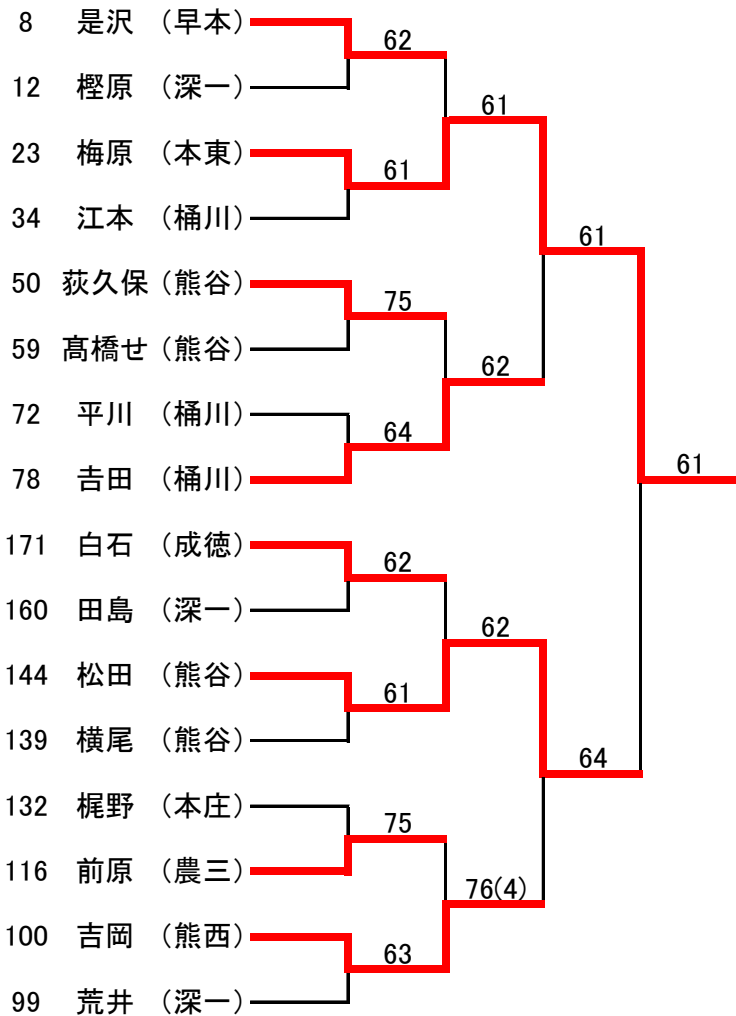 8 是沢 (早本)
62
12 樫原 (深一)
61
23 梅原 (本東)
61
34 江本 (桶川)
61
50 荻久保 (熊谷)
75
59 髙橋せ (熊谷)
62
72 平川 (桶川)
64
78 𠮷田 (桶川)
61
171 白石 (成徳)
62
160 田島 (深一)
62
144 松田 (熊谷)
61
139 横尾 (熊谷)
64
132 梶野 (本庄)
75
116 前原 (農三)
76(4)
100 吉岡 (熊西)
63
99 荒井 (深一)